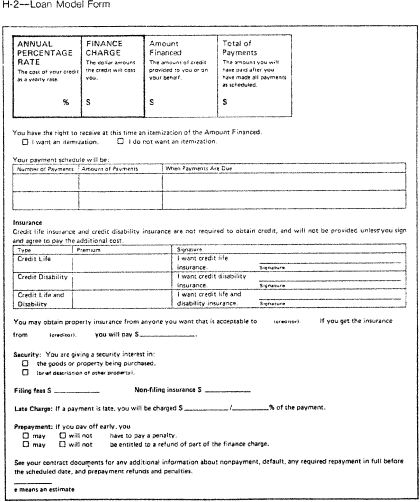 H-2—Loan Model Form
ANNUAL PERCENTAGE RATE
The cost of your credit as a yearly rate.
%
FINANCE CHARGE
The dollar amount the credit will cost you.
$
Amount Financed
The amount of credit provided to you or on your behalf.
$
Total of Payments
The amount you will have paid after you have made all payments as scheduled.
$
You have the right to receive at this time an itemization of the Amount Financed.
☐ I want an itemization. ☐ I do not want an itemization.
Your payment schedule will be:
Number of Payments Amount of Payments When Payments Are Due
Insurance
Credit life insurance and credit disability insurance are not required to obtain credit, and will not be provided unless you sign
and agree to pay the additional cost.
Type Premium Signature
Credit Life I want credit life insurance. Signature
Credit Disability I want credit disability insurance. Signature
Credit Life and Disability I want credit life and disability insurance. Signature
You may obtain property insurance from anyone you want that is acceptable to (creditor). If you get the insurance
from (creditor), you will pay $__________.
Security: You are giving a security interest in:
☐ the goods or property being purchased.
☐ (brief description of other property).
Filing fees $__________ Non-filing insurance $__________
Late Charge: If a payment is late, you will be charged $__________/__________% of the payment.
Prepayment: If you pay off early, you
☐ may ☐ will not have to pay a penalty.
☐ may ☐ will not be entitled to a refund of part of the finance charge.
See your contract documents for any additional information about nonpayment, default, any required repayment in full before
the scheduled date, and prepayment refunds and penalties.
e means an estimate